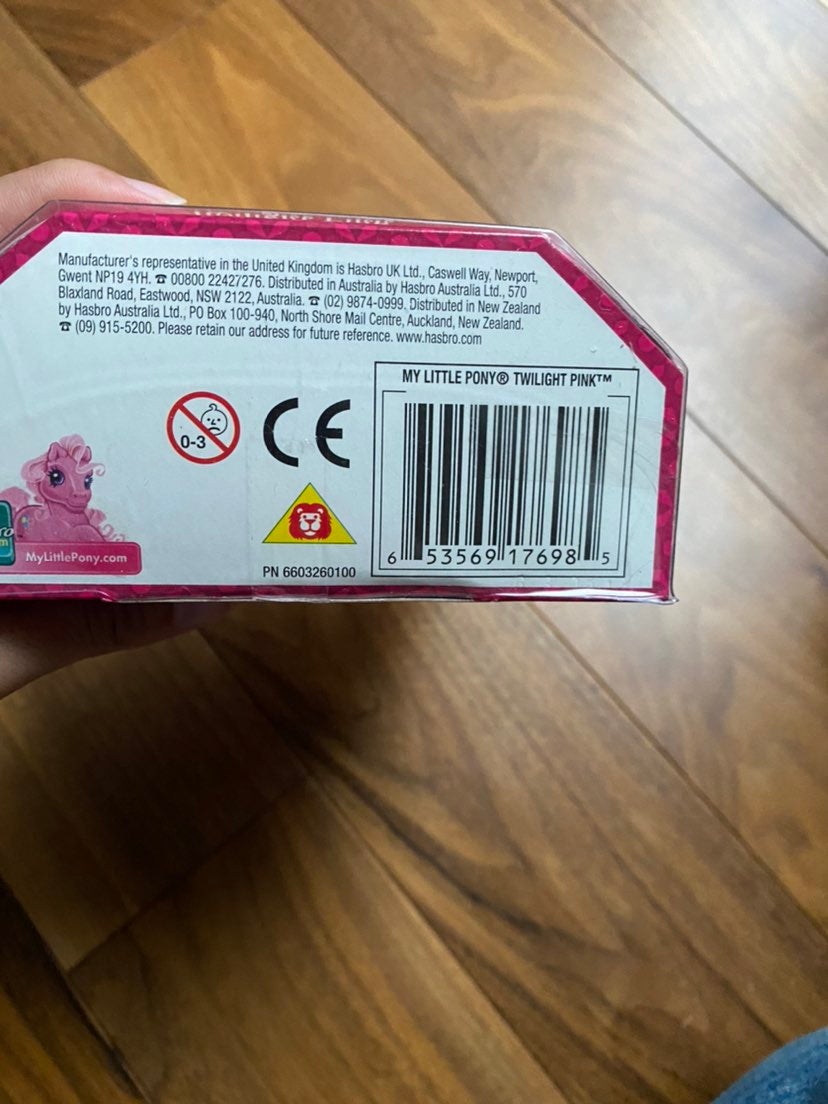 Manufacturer's representative in the United Kingdom is Hasbro UK Ltd., Caswell Way, Newport,
Gwent NP19 4YH. ☎ 00800 22427276. Distributed in Australia by Hasbro Australia Ltd., 570
Blaxland Road, Eastwood, NSW 2122, Australia. ☎ (02) 9874-0999. Distributed in New Zealand
by Hasbro Australia Ltd., PO Box 100-940, North Shore Mail Centre, Auckland, New Zealand.
☎ (09) 915-5200. Please retain our address for future reference. www.hasbro.com
MY LITTLE PONY® TWILIGHT PINK™
0-3
CE
MyLittlePony.com
6 53569 17698 5
PN 6603260100